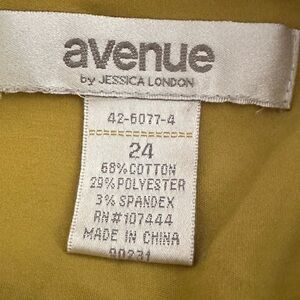 avenue
by JESSICA LONDON
42-6077-4
24
68%COTTON
29%POLYESTER
3% SPANDEX
RN#107444
MADE IN CHINA